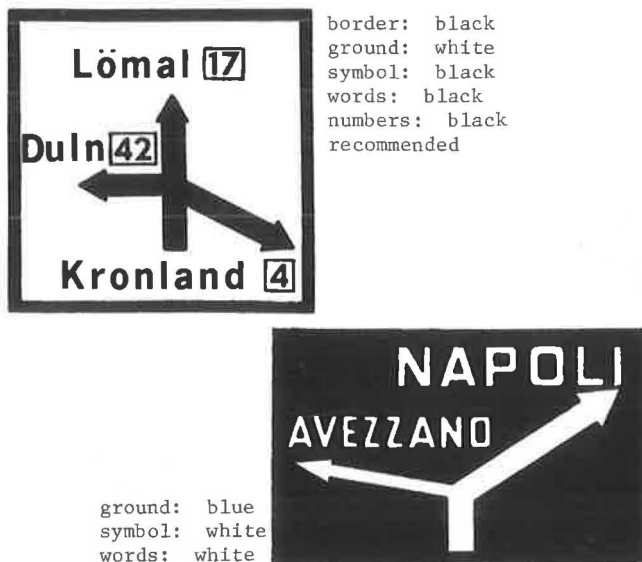 border: black
ground: white
symbol: black
words: black
numbers: black
recommended
Lömal 17
Duln 42
Kronland 4
NAPOLI
AVEZZANO
ground: blue
symbol: white
words: white